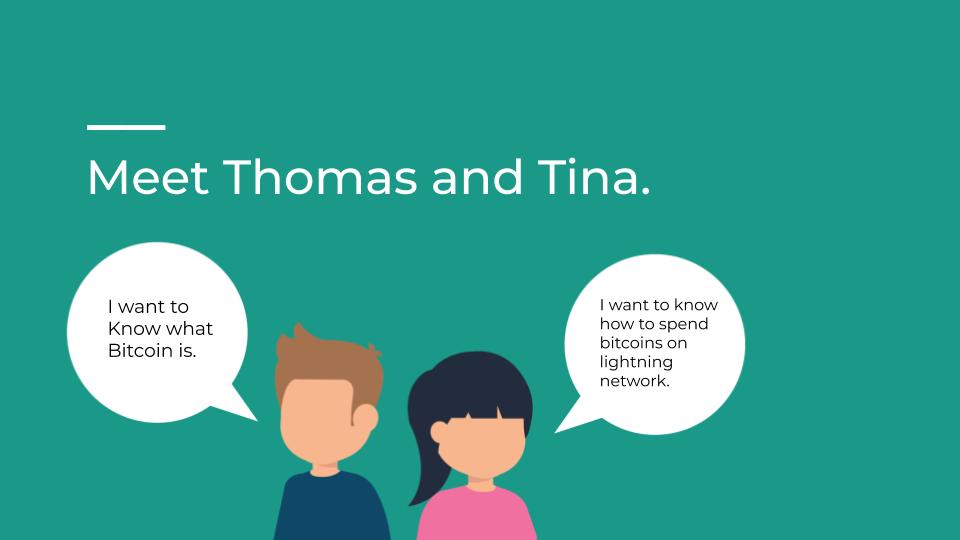 Meet Thomas and Tina.
I want to
Know what
Bitcoin is.
I want to know
how to spend
bitcoins on
lightning
network.